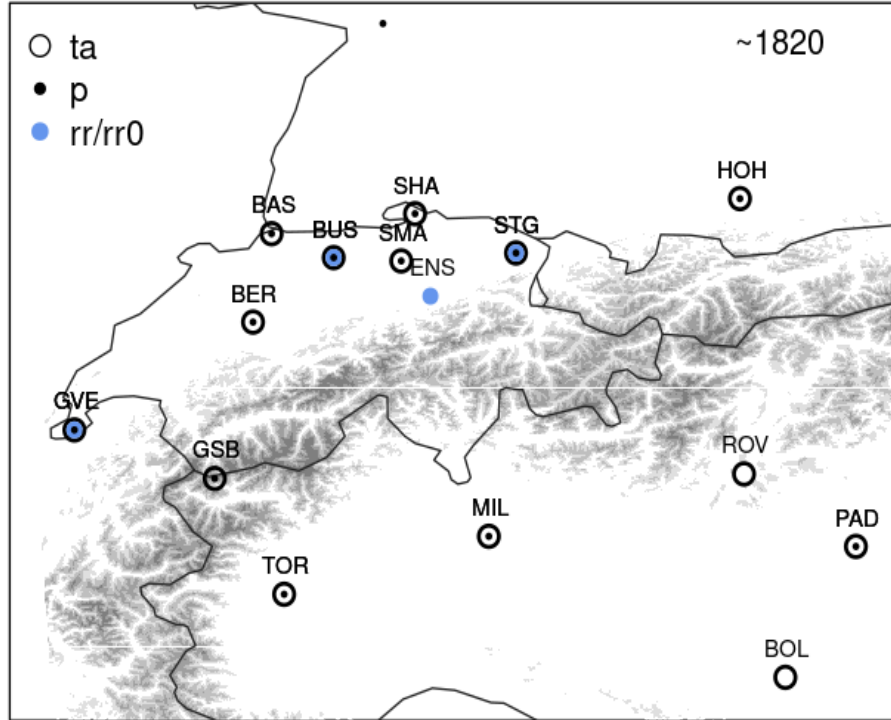 ta
~1820
p
rr/rr0
HOH
SHA
BAS
BUS
SMA
STG
ENS
BER
GVE
GSB
ROV
MIL
PAD
TOR
BOL